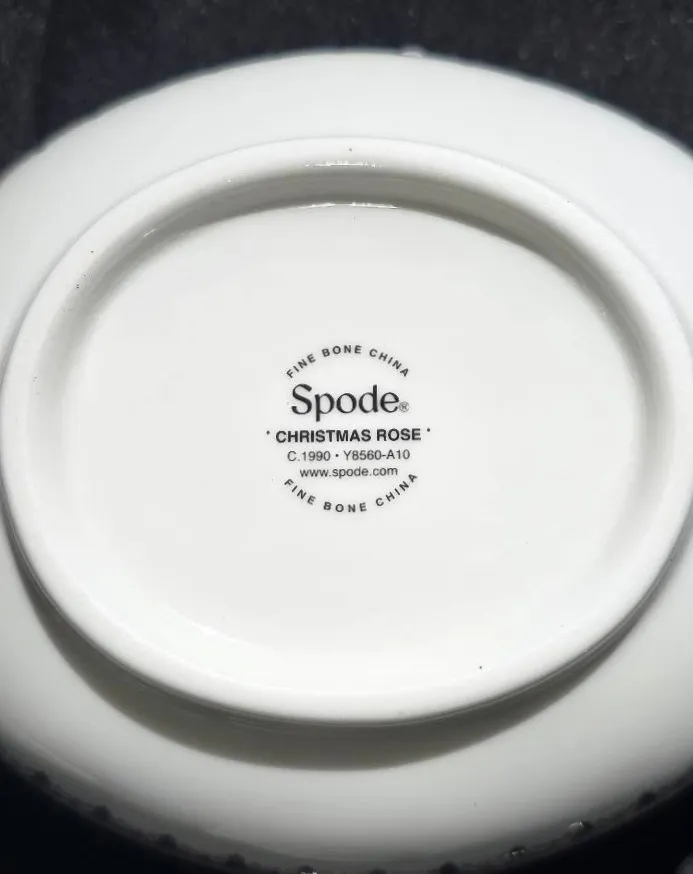 FINE BONE CHINA
Spode®
• CHRISTMAS ROSE •
C.1990 • Y8560-A10
www.spode.com
FINE BONE CHINA